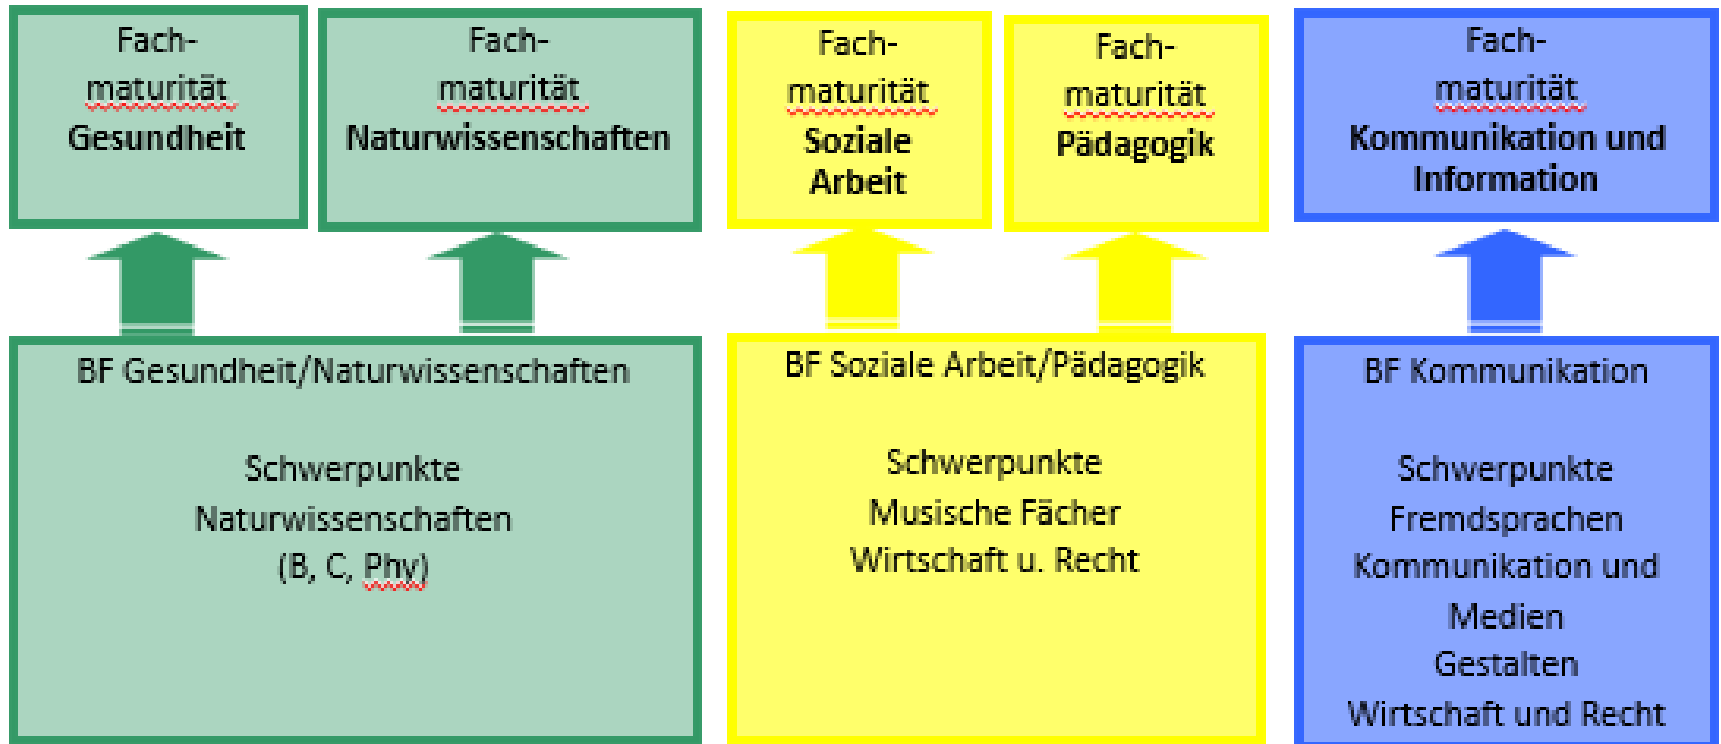 Fach-
maturität
Gesundheit
Fach-
maturität
Naturwissenschaften
Fach-
maturität
Soziale
Arbeit
Fach-
maturität
Pädagogik
Fach-
maturität
Kommunikation und
Information
BF Gesundheit/Naturwissenschaften
Schwerpunkte
Naturwissenschaften
(B, C, Phy)
BF Soziale Arbeit/Pädagogik
Schwerpunkte
Musische Fächer
Wirtschaft u. Recht
BF Kommunikation
Schwerpunkte
Fremdsprachen
Kommunikation und
Medien
Gestalten
Wirtschaft und Recht